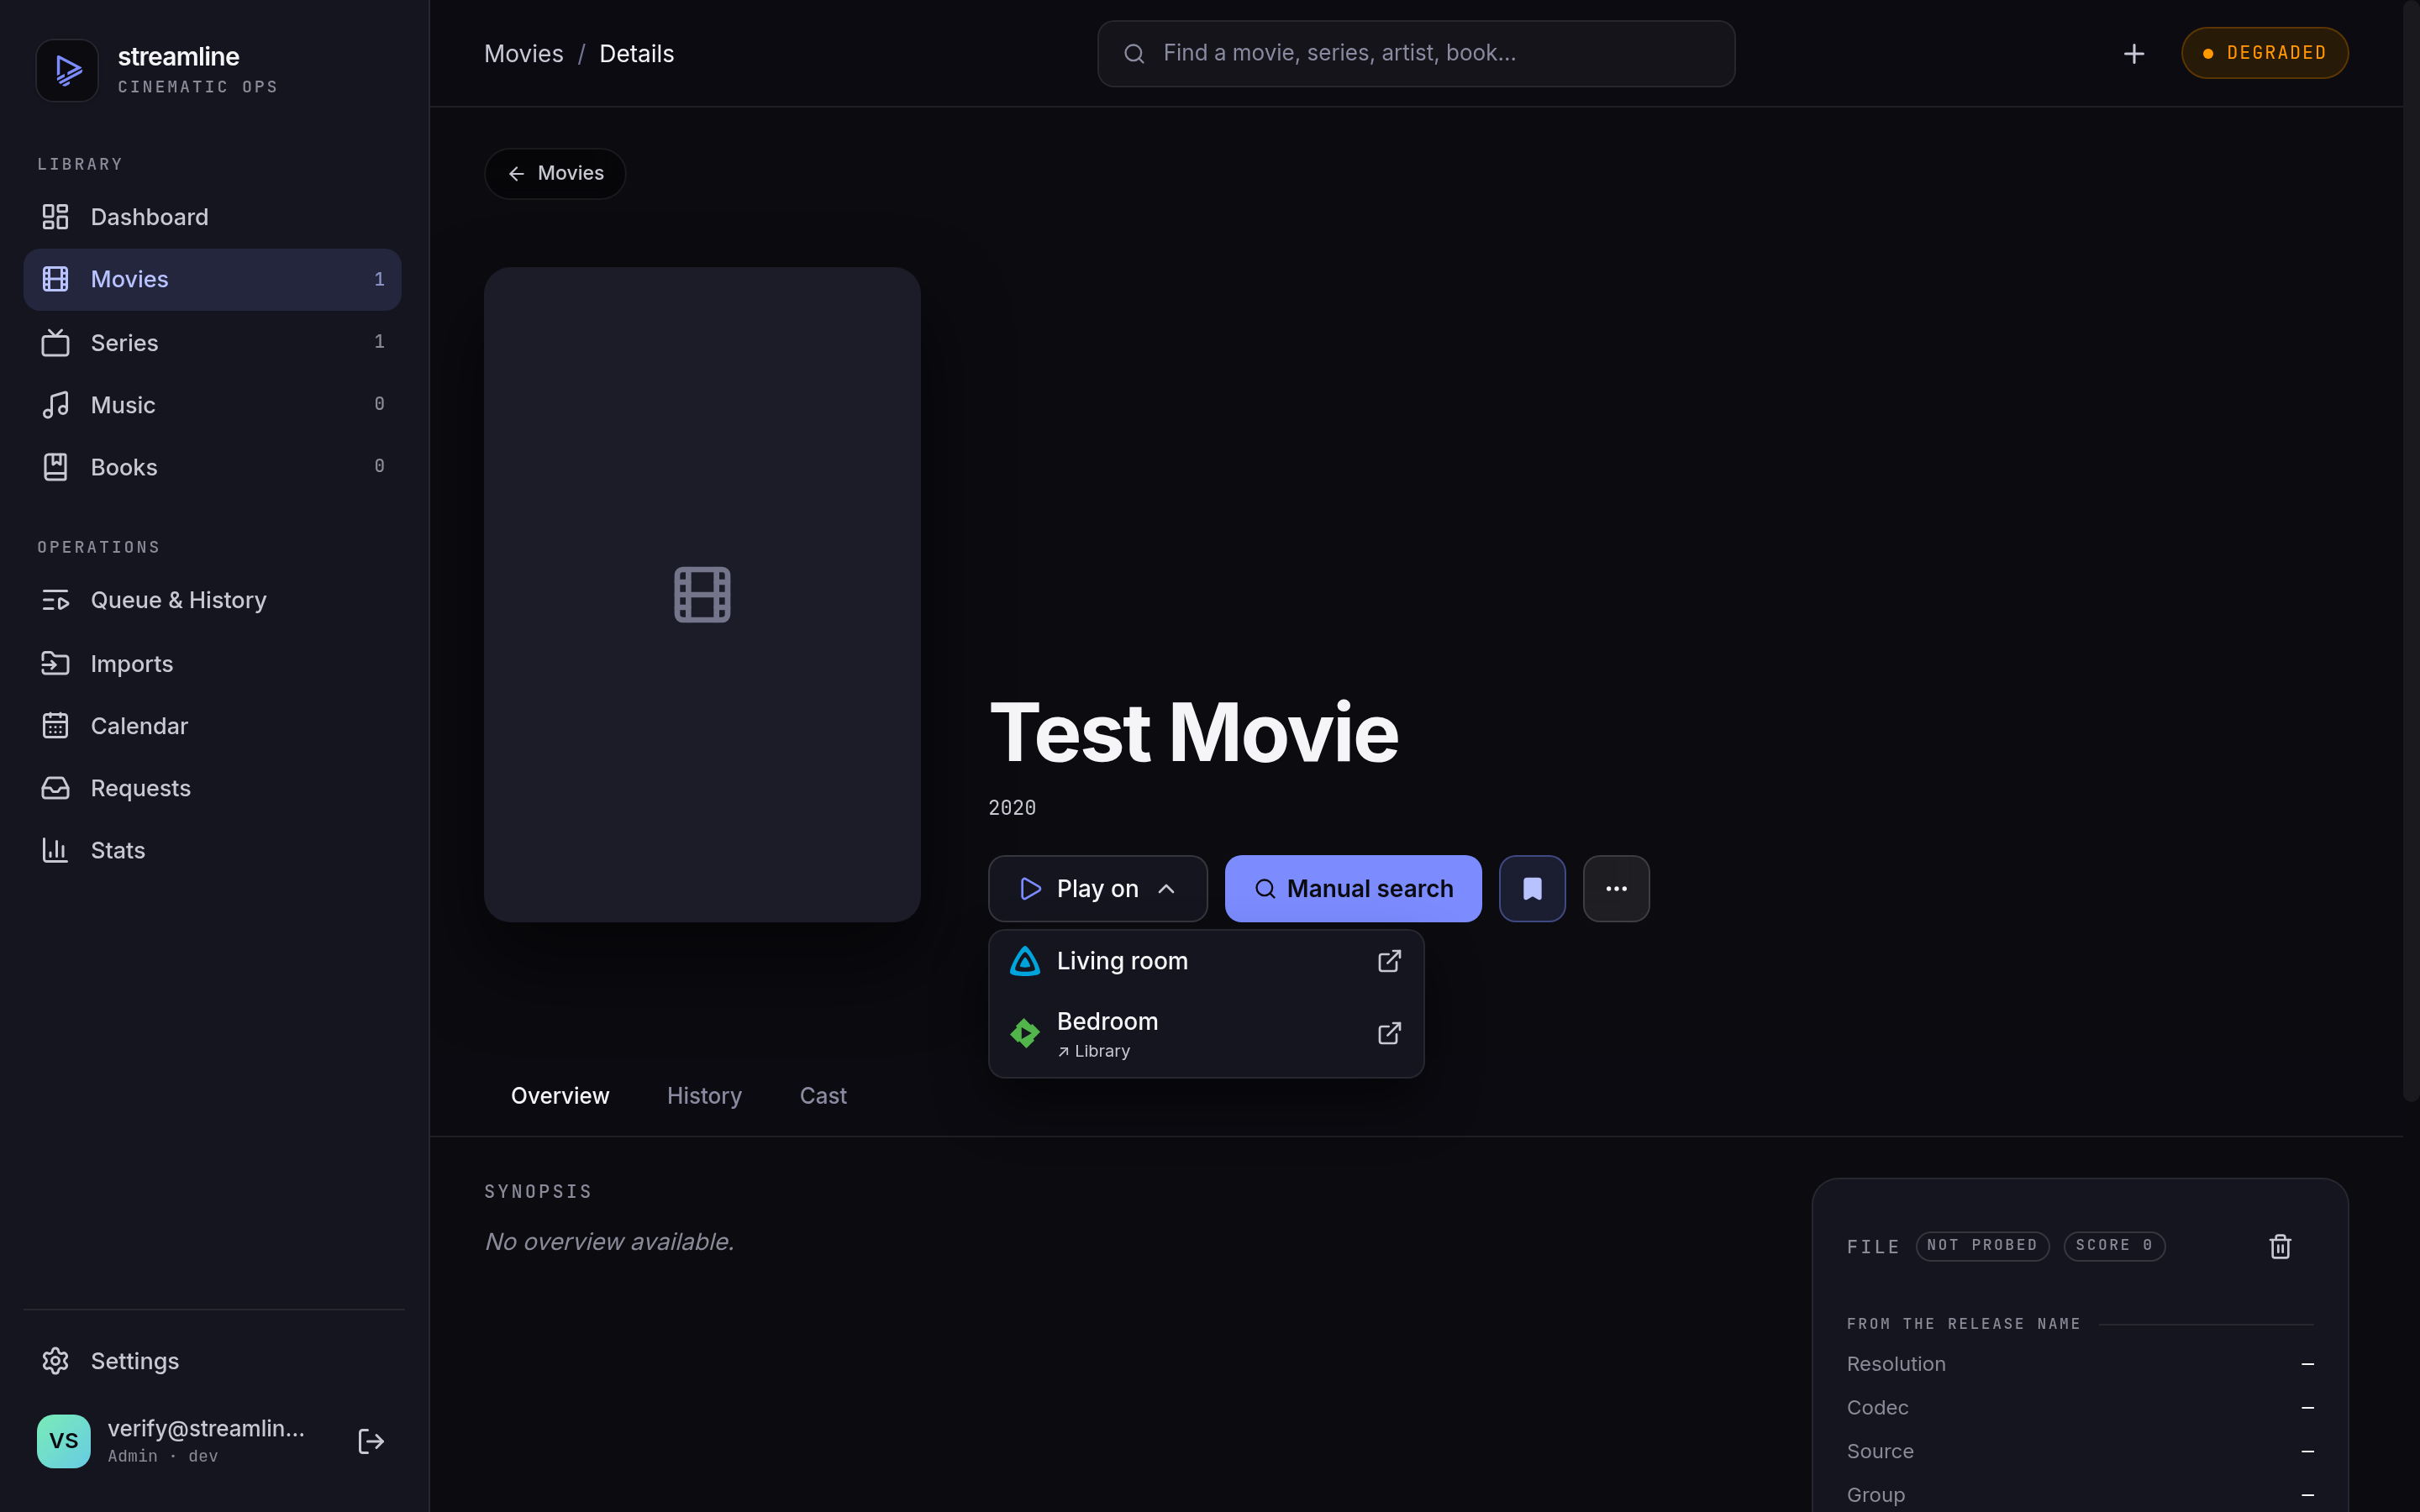 streamline
CINEMATIC OPS
LIBRARY
Dashboard
Movies 1
Series 1
Music 0
Books 0
OPERATIONS
Queue & History
Imports
Calendar
Requests
Stats
Settings
VS
verify@streamlin...
Admin · dev
Movies / Details
Find a movie, series, artist, book...
DEGRADED
Movies
Test Movie
2020
Play on
Manual search
Living room
Bedroom
Library
Overview History Cast
SYNOPSIS
No overview available.
FILE NOT PROBED SCORE 0
FROM THE RELEASE NAME
Resolution —
Codec —
Source —
Group —